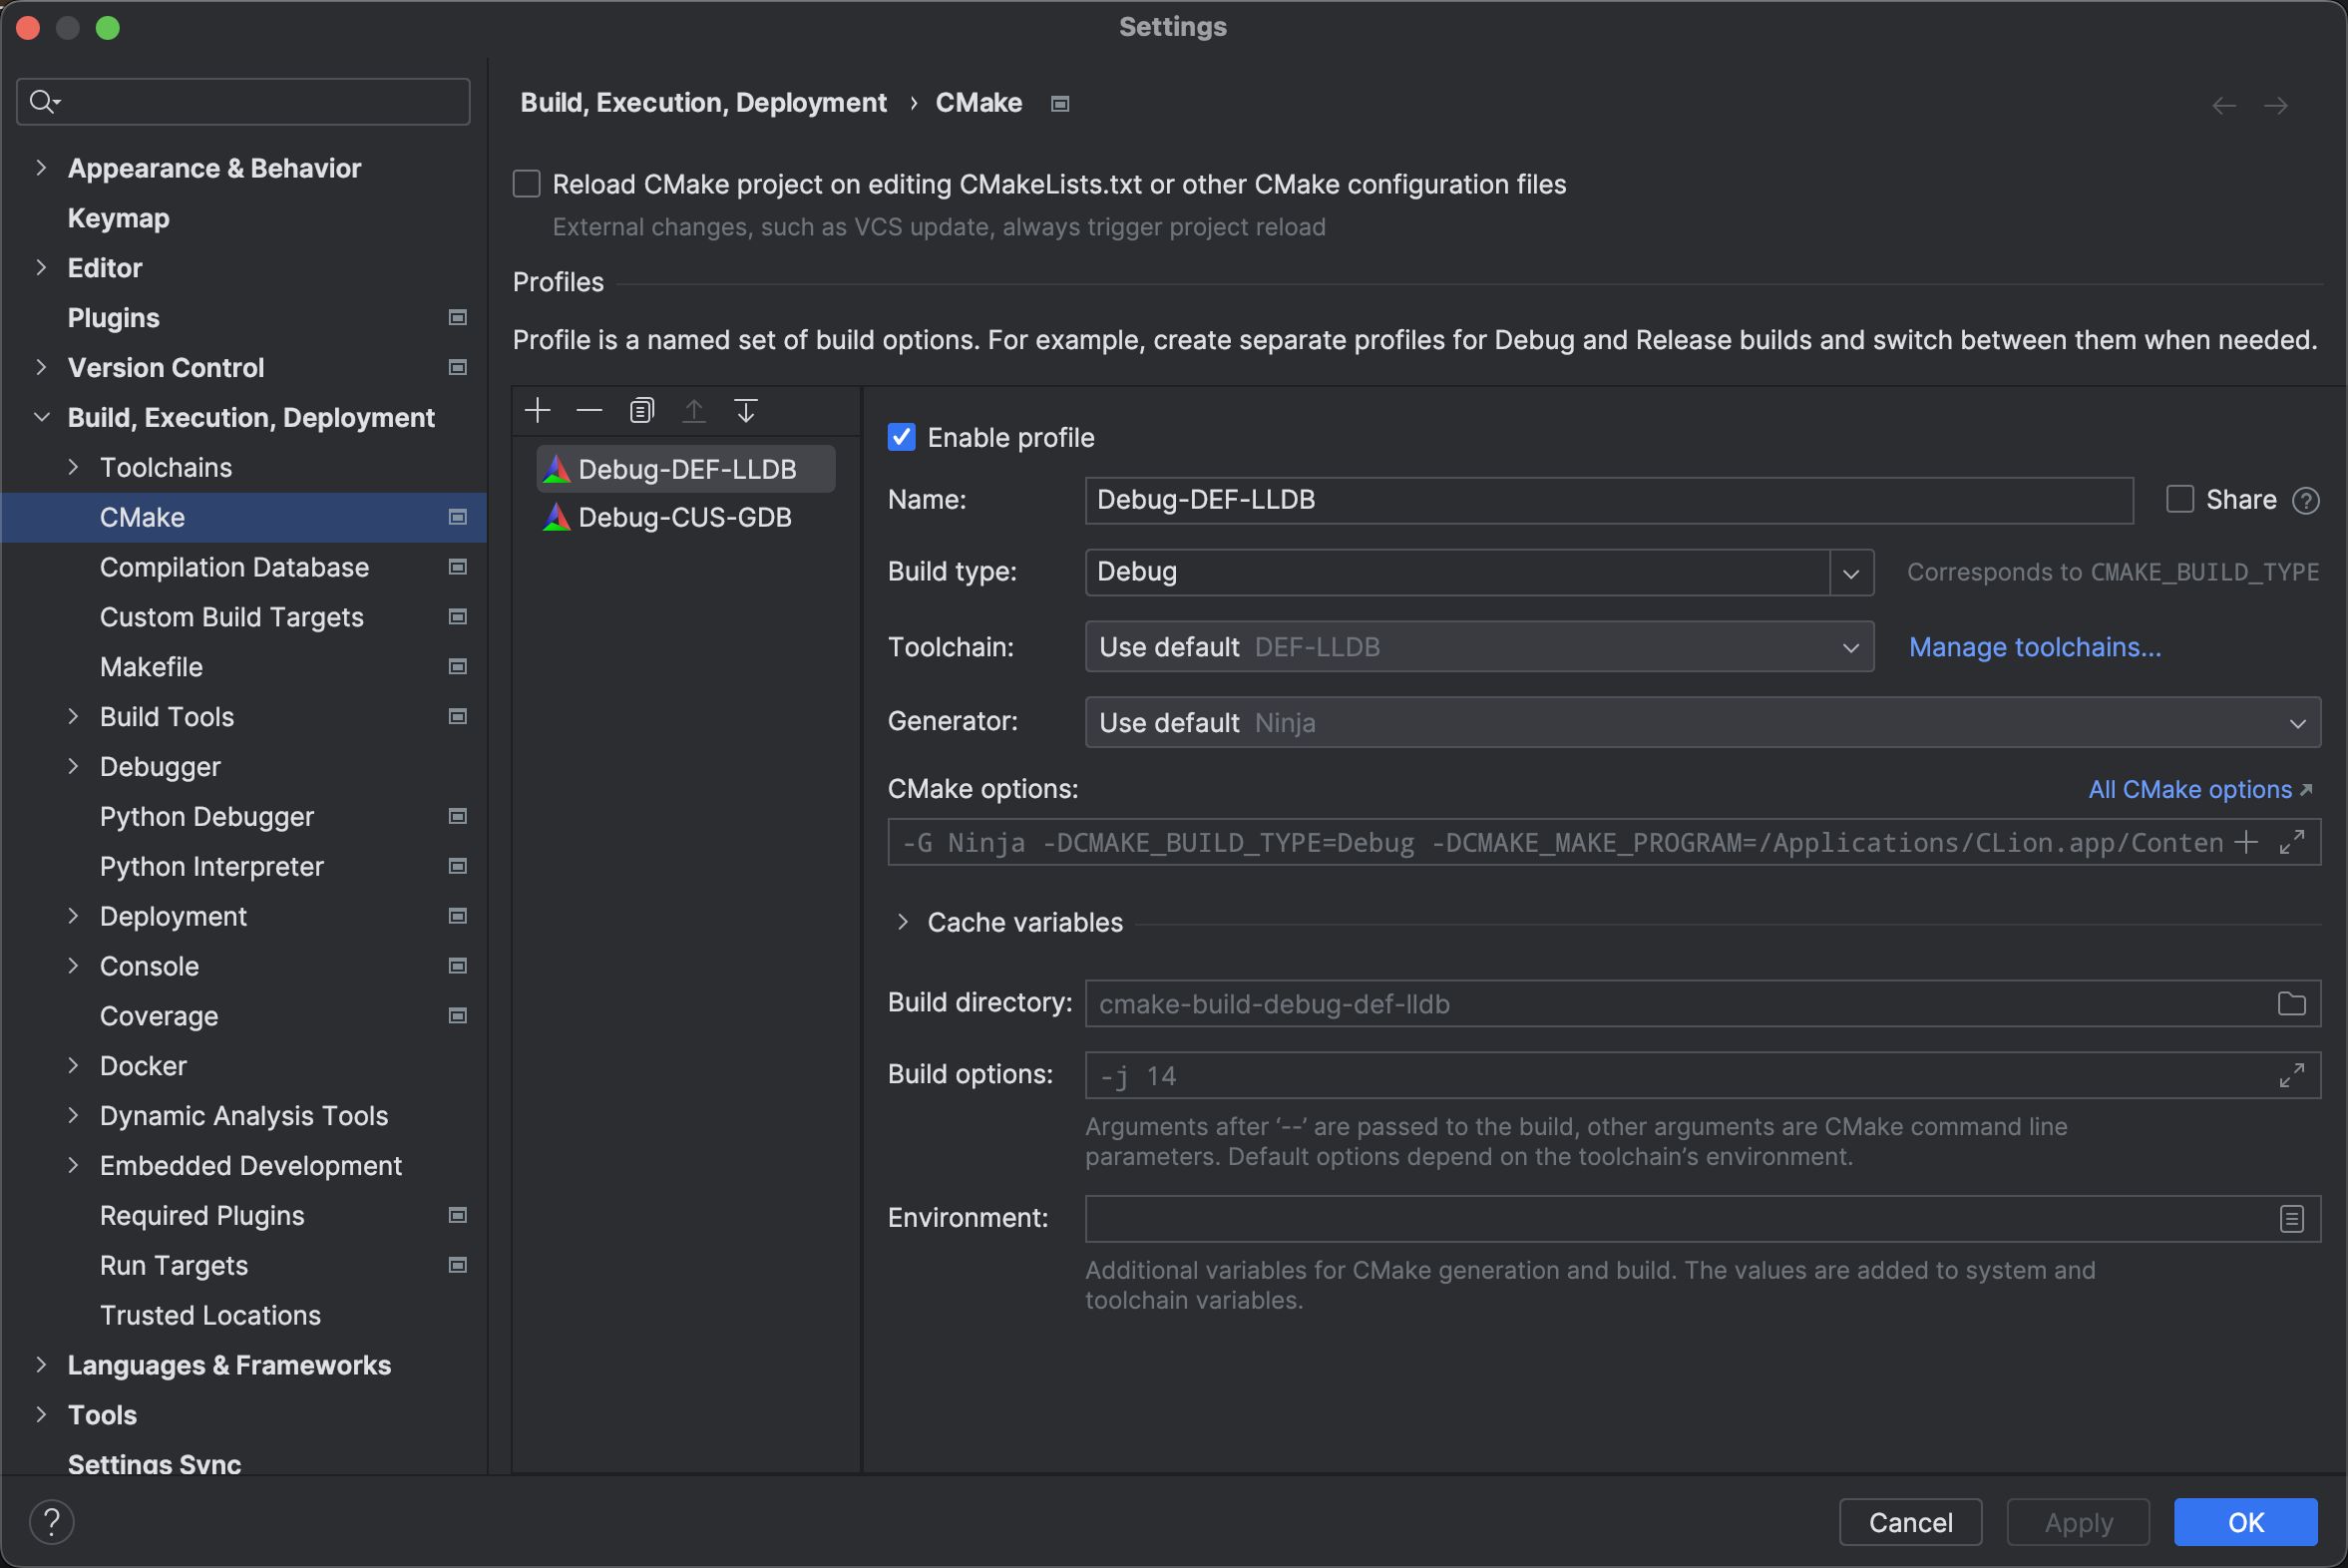 Settings
Build, Execution, Deployment › CMake
Appearance & Behavior
Keymap
Editor
Plugins
Version Control
Build, Execution, Deployment
Toolchains
CMake
Compilation Database
Custom Build Targets
Makefile
Build Tools
Debugger
Python Debugger
Python Interpreter
Deployment
Console
Coverage
Docker
Dynamic Analysis Tools
Embedded Development
Required Plugins
Run Targets
Trusted Locations
Languages & Frameworks
Tools
Settings Sync
Reload CMake project on editing CMakeLists.txt or other CMake configuration files
External changes, such as VCS update, always trigger project reload
Profiles
Profile is a named set of build options. For example, create separate profiles for Debug and Release builds and switch between them when needed.
Debug-DEF-LLDB
Debug-CUS-GDB
Enable profile
Name: Debug-DEF-LLDB Share ?
Build type: Debug Corresponds to CMAKE_BUILD_TYPE
Toolchain: Use default DEF-LLDB Manage toolchains...
Generator: Use default Ninja
CMake options: All CMake options
-G Ninja -DCMAKE_BUILD_TYPE=Debug -DCMAKE_MAKE_PROGRAM=/Applications/CLion.app/Conten
Cache variables
Build directory: cmake-build-debug-def-lldb
Build options: -j 14
Arguments after ‘--’ are passed to the build, other arguments are CMake command line
parameters. Default options depend on the toolchain’s environment.
Environment:
Additional variables for CMake generation and build. The values are added to system and
toolchain variables.
? Cancel Apply OK